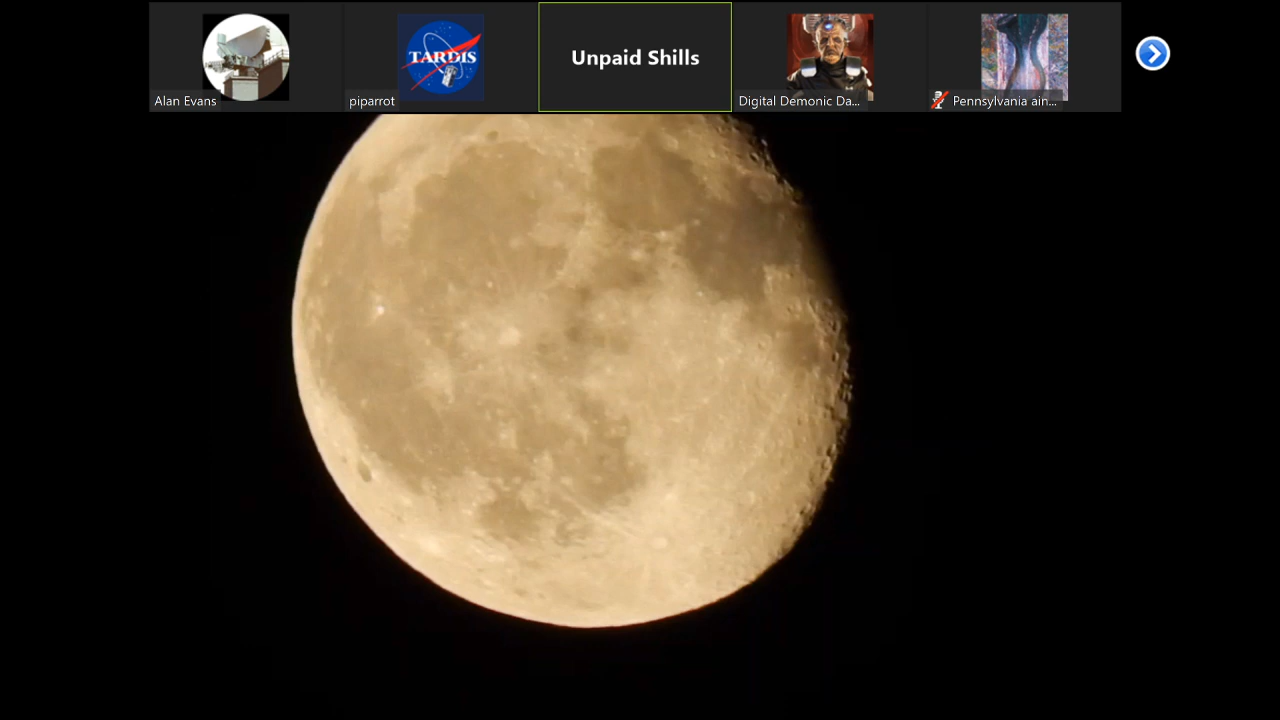 TARDIS
Unpaid Shills
Alan Evans
piparrot
Digital Demonic Da...
Pennsylvania ain...